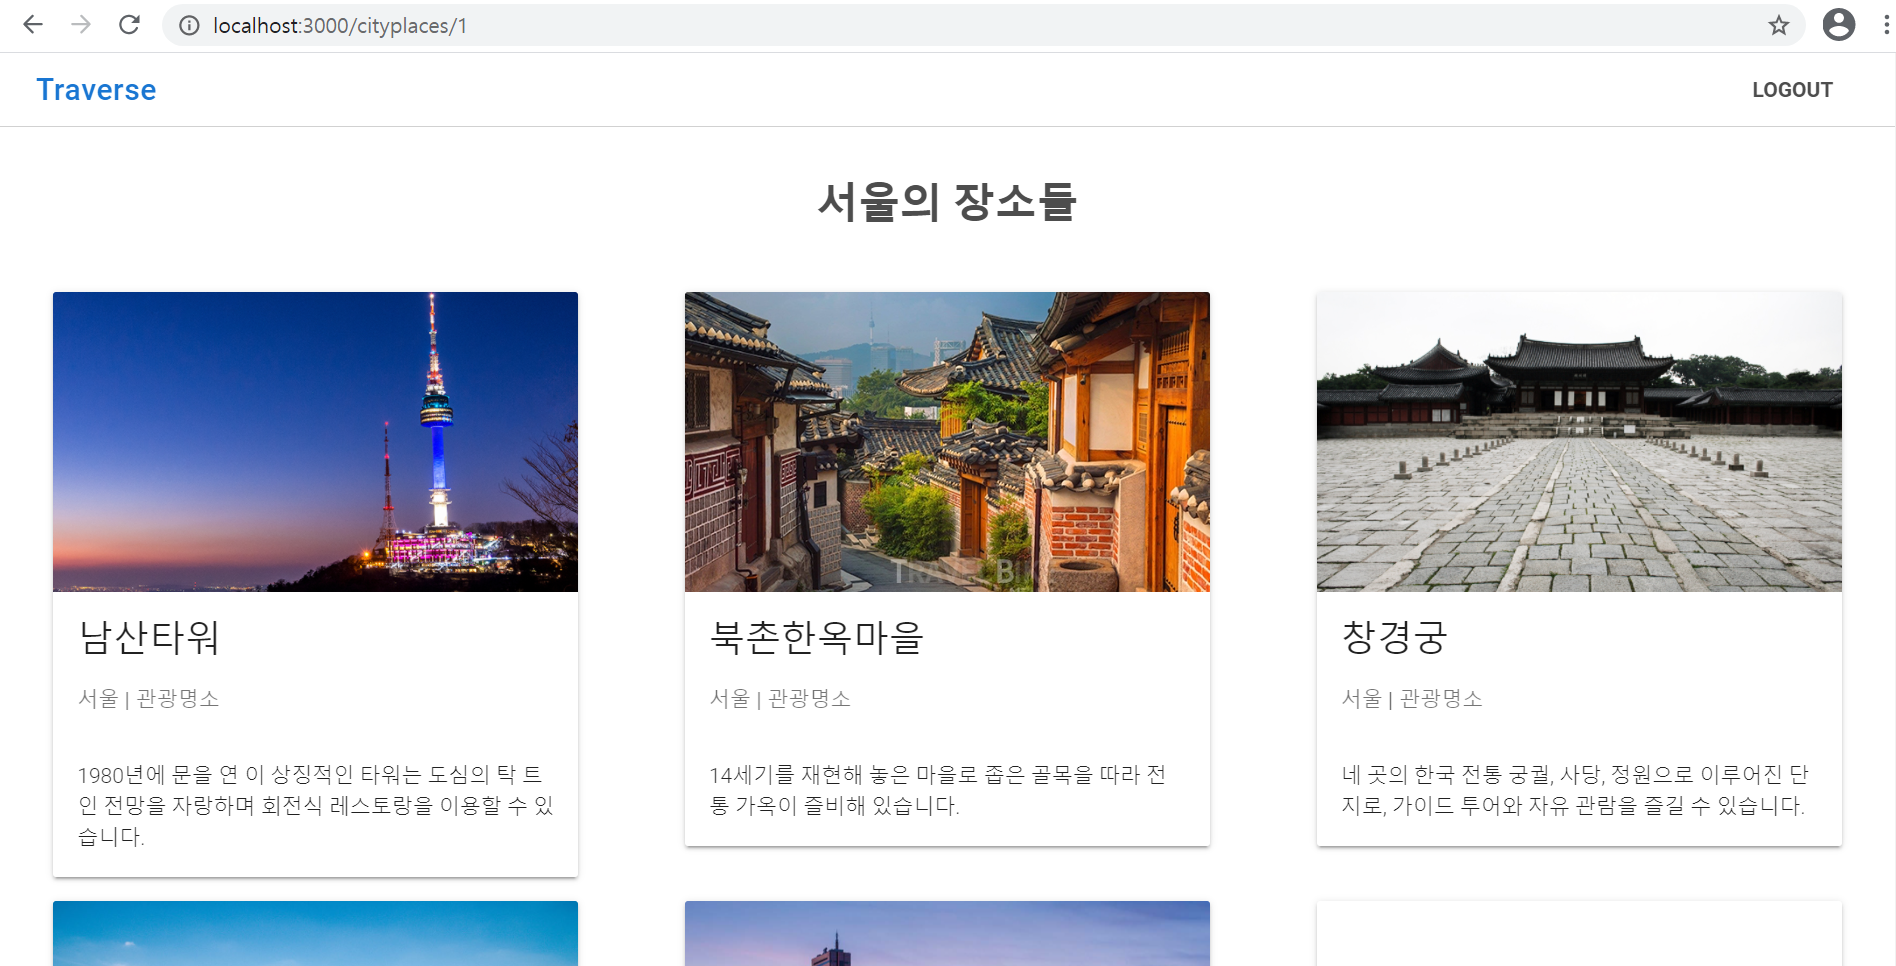 localhost:3000/cityplaces/1
Traverse
LOGOUT
서울의 장소들
남산타워
서울 | 관광명소
1980년에 문을 연 이 상징적인 타워는 도심의 탁 트
인 전망을 자랑하며 회전식 레스토랑을 이용할 수 있
습니다.
TRAVEL B
북촌한옥마을
서울 | 관광명소
14세기를 재현해 놓은 마을로 좁은 골목을 따라 전
통 가옥이 즐비해 있습니다.
창경궁
서울 | 관광명소
네 곳의 한국 전통 궁궐, 사당, 정원으로 이루어진 단
지로, 가이드 투어와 자유 관람을 즐길 수 있습니다.